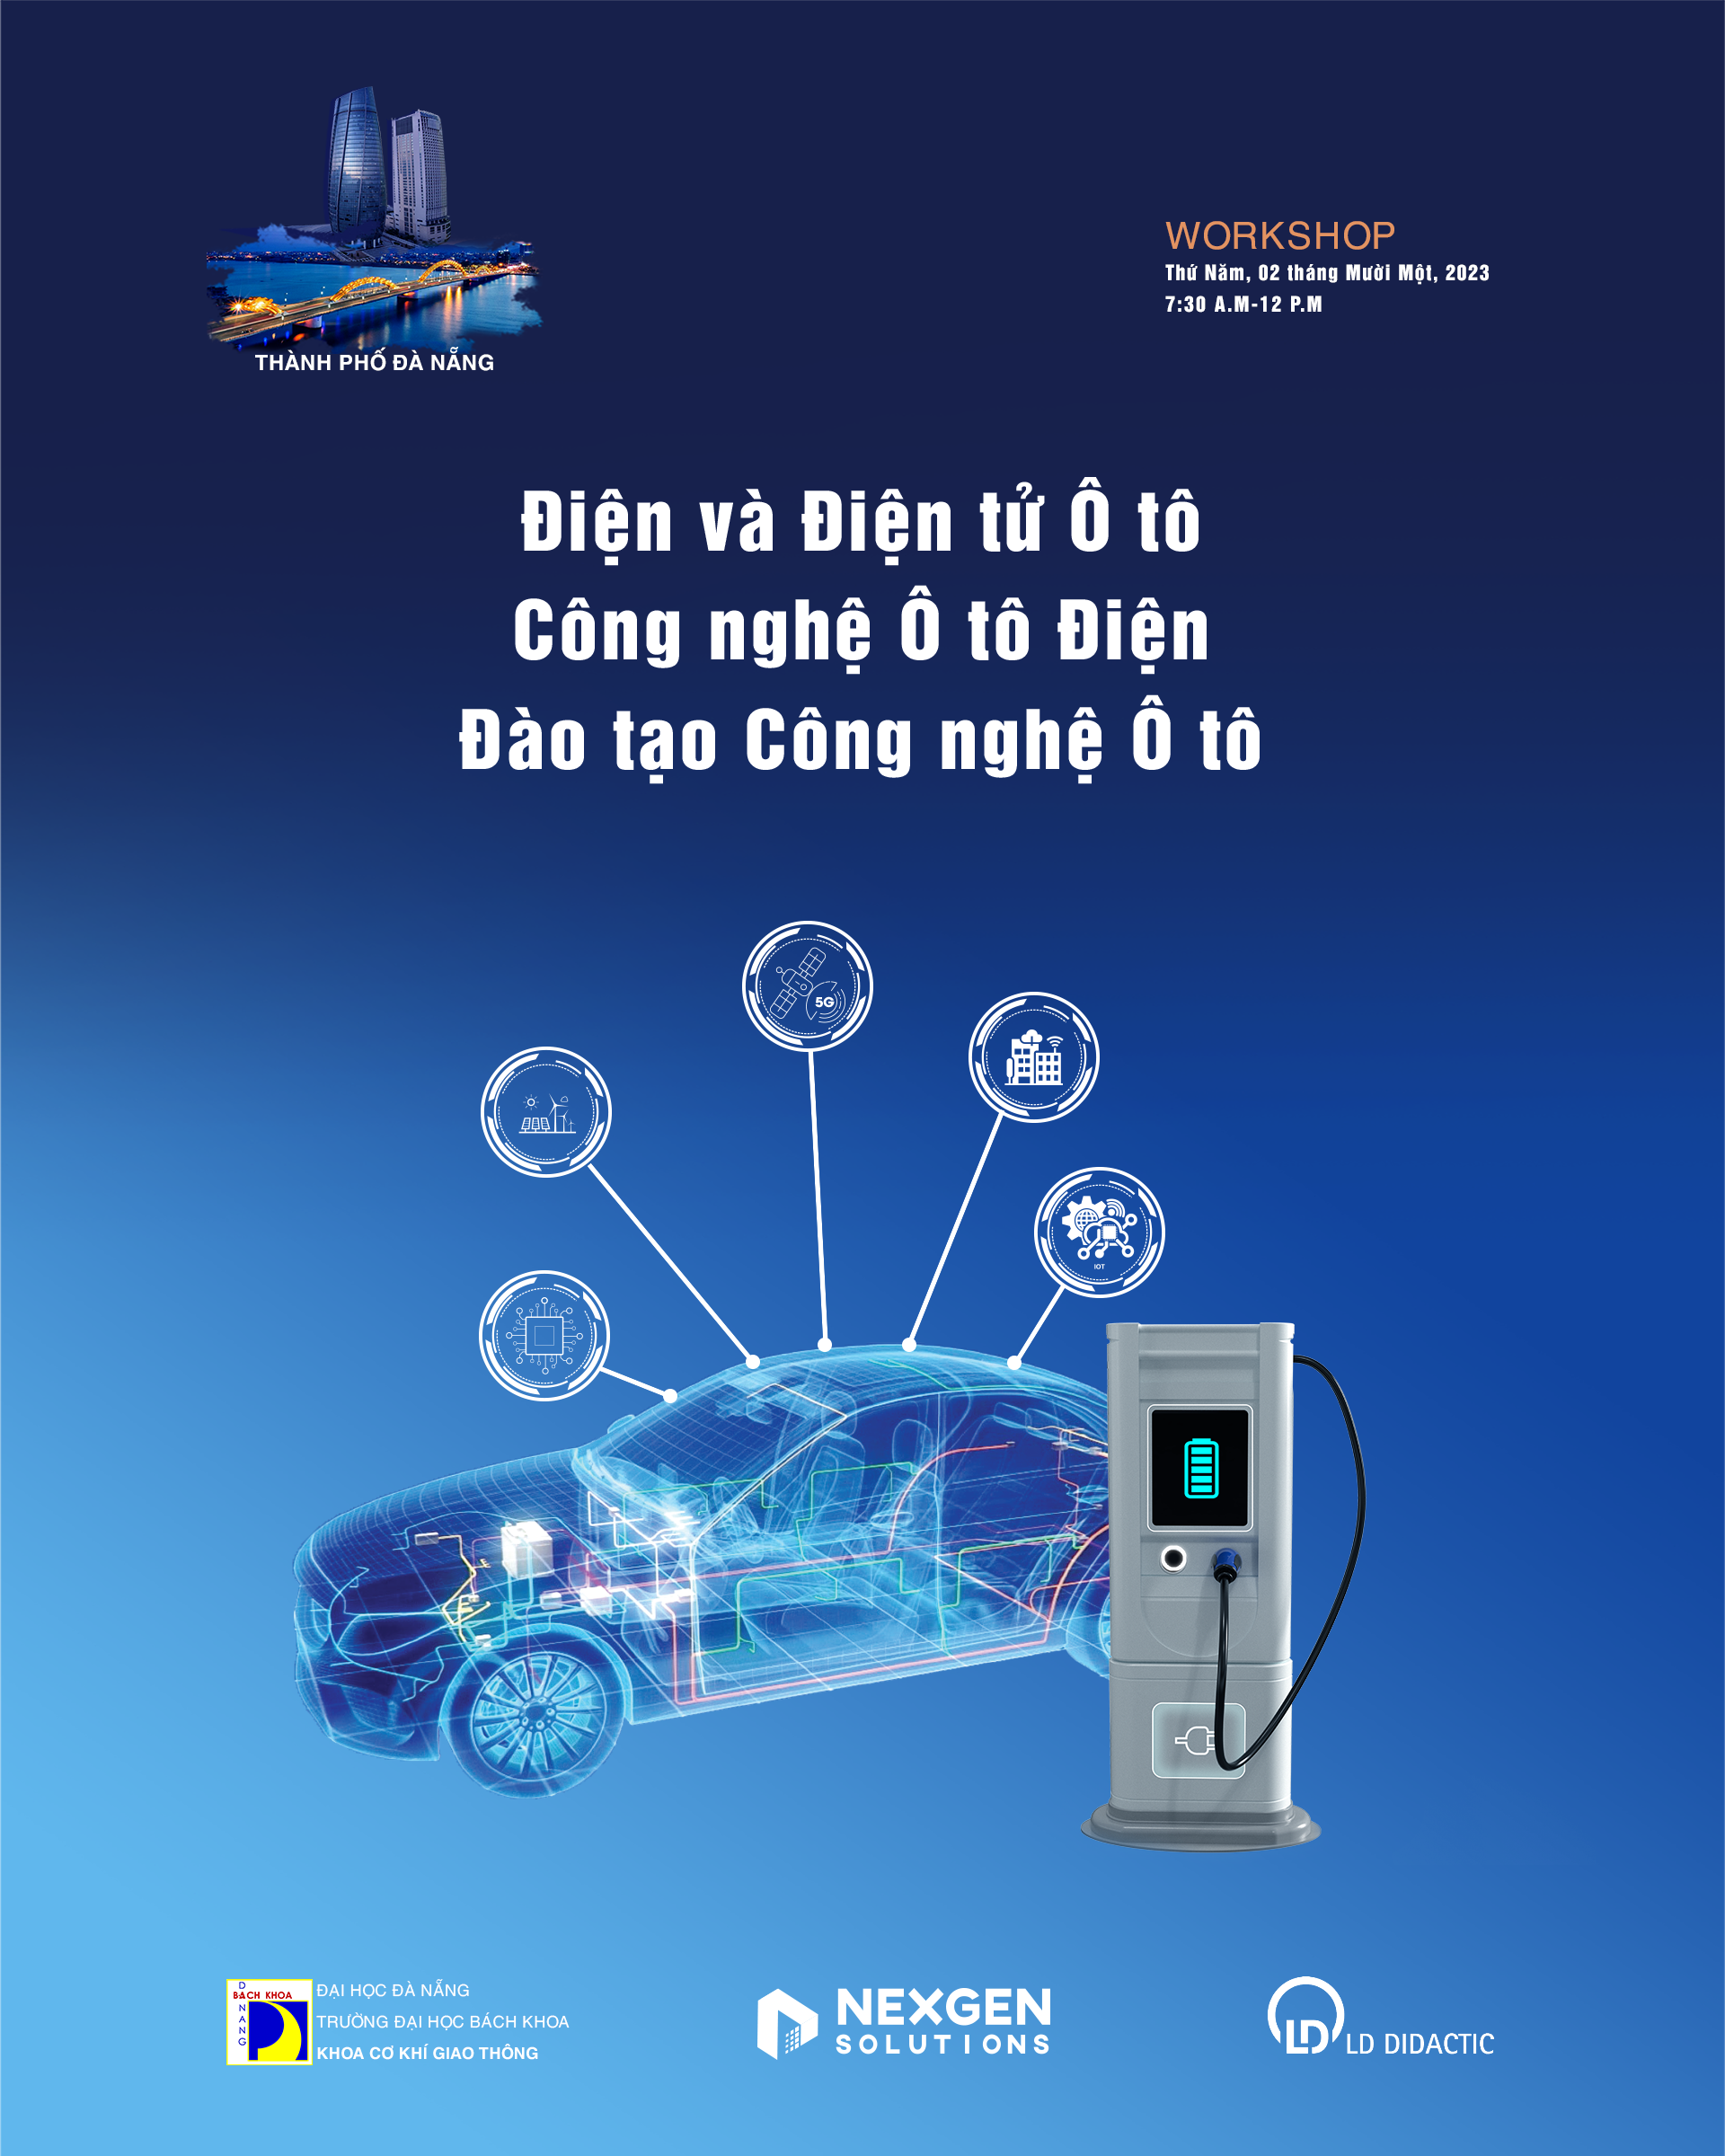 THÀNH PHỐ ĐÀ NẴNG
WORKSHOP
Thứ Năm, 02 tháng Mười Một, 2023
7:30 A.M-12 P.M
Điện và Điện tử Ô tô
Công nghệ Ô tô Điện
Đào tạo Công nghệ Ô tô
5G
IOT
DANANG
BÁCH KHOA
ĐẠI HỌC ĐÀ NẴNG
TRƯỜNG ĐẠI HỌC BÁCH KHOA
KHOA CƠ KHÍ GIAO THÔNG
NEXGEN
SOLUTIONS
LD
LD DIDACTIC